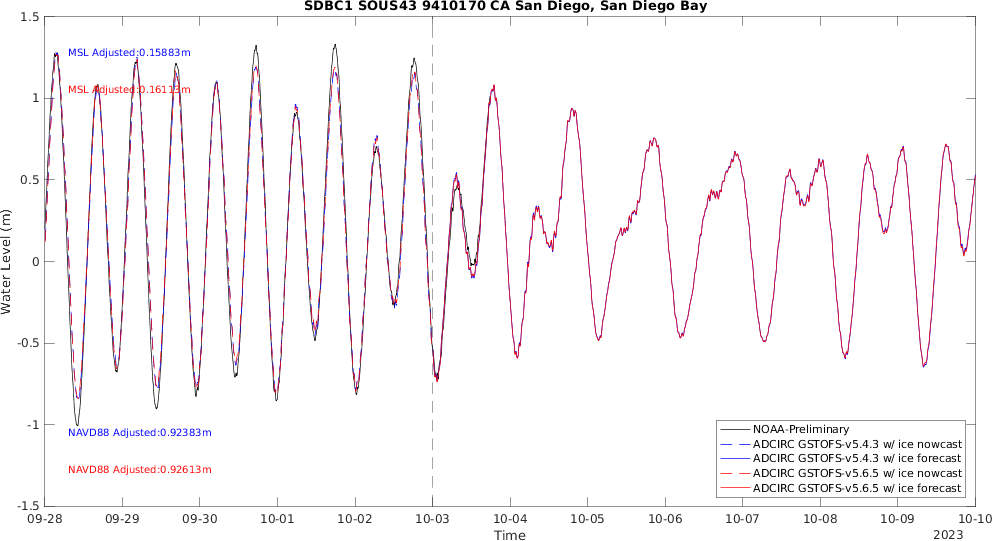 SDBC1 SOUS43 9410170 CA San Diego, San Diego Bay
1.5
1
0.5
0
-0.5
-1
-1.5
Water Level (m)
MSL Adjusted:0.15883m
MSL Adjusted:0.16113m
NAVD88 Adjusted:0.92383m
NAVD88 Adjusted:0.92613m
NOAA-Preliminary
ADCIRC GSTOFS-v5.4.3 w/ ice nowcast
ADCIRC GSTOFS-v5.4.3 w/ ice forecast
ADCIRC GSTOFS-v5.6.5 w/ ice nowcast
ADCIRC GSTOFS-v5.6.5 w/ ice forecast
09-28 09-29 09-30 10-01 10-02 10-03 10-04 10-05 10-06 10-07 10-08 10-09 10-10
Time
2023